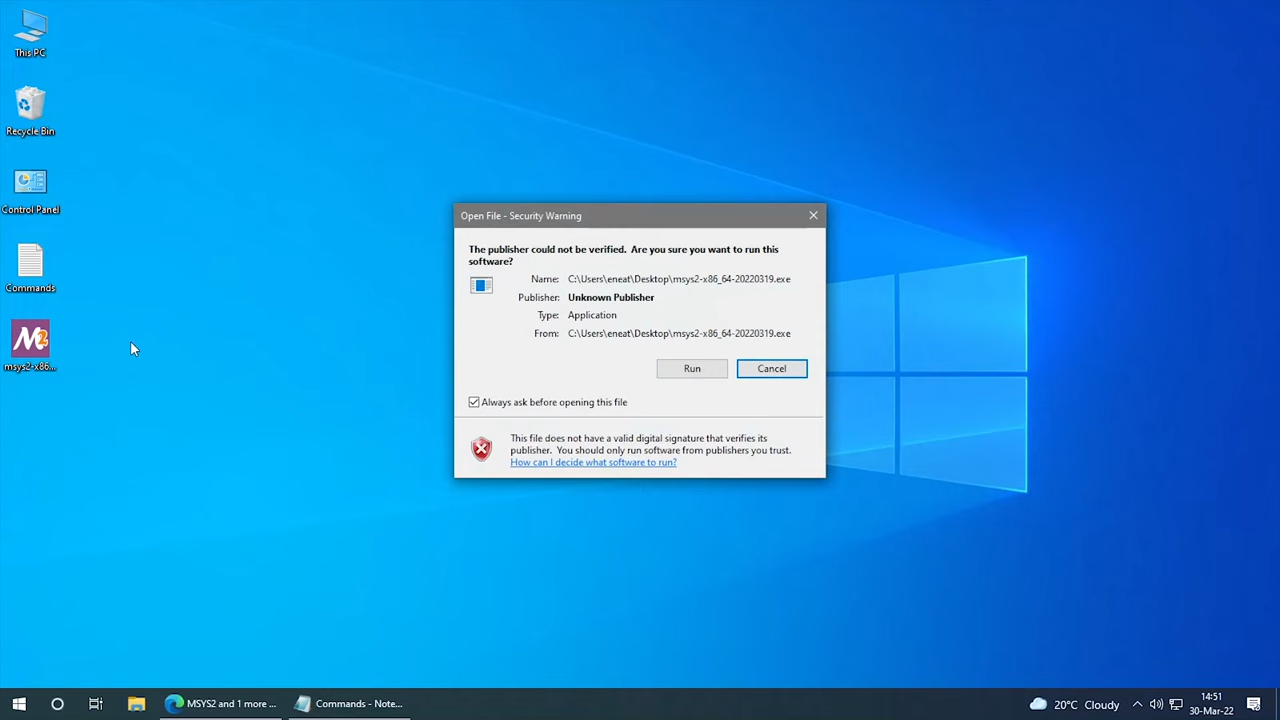 This PC
Recycle Bin
Control Panel
Commands
M2
msys2-x86...
Open File - Security Warning
The publisher could not be verified. Are you sure you want to run this
software?
Name: C:\Users\eneat\Desktop\msys2-x86_64-20220319.exe
Publisher: Unknown Publisher
Type: Application
From: C:\Users\eneat\Desktop\msys2-x86_64-20220319.exe
Run Cancel
Always ask before opening this file
This file does not have a valid digital signature that verifies its
publisher. You should only run software from publishers you trust.
How can I decide what software to run?
MSYS2 and 1 more ... Commands - Note... 20°C Cloudy 14:51
30-Mar-22